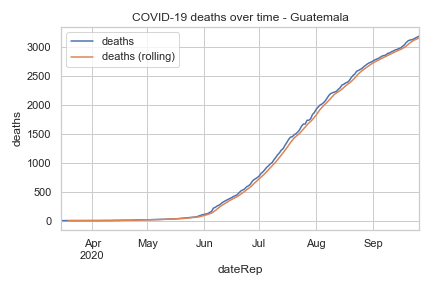 COVID-19 deaths over time - Guatemala
deaths
deaths (rolling)
deaths
3000
2500
2000
1500
1000
500
0
Apr
2020
May
Jun
Jul
Aug
Sep
dateRep